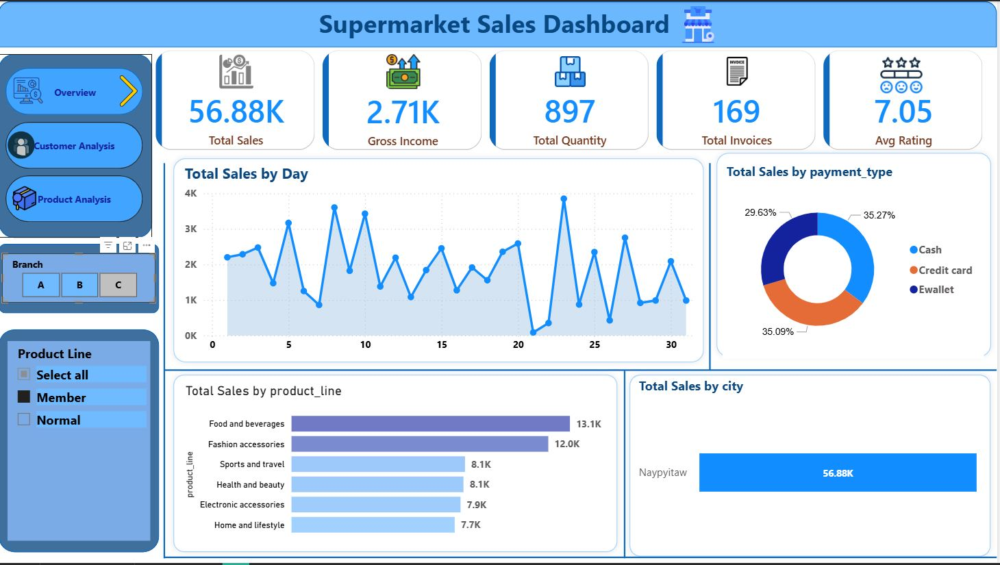 Supermarket Sales Dashboard
Overview
Customer Analysis
Product Analysis
Branch
A B C
Product Line
Select all
Member
Normal
56.88K
Total Sales
2.71K
Gross Income
897
Total Quantity
INVOICE
169
Total Invoices
7.05
Avg Rating
Total Sales by Day
4K
3K
2K
1K
0K
0 5 10 15 20 25 30
Total Sales by payment_type
29.63%
35.27%
35.09%
Cash
Credit card
Ewallet
Total Sales by product_line
product_line
Food and beverages 13.1K
Fashion accessories 12.0K
Sports and travel 8.1K
Health and beauty 8.1K
Electronic accessories 7.9K
Home and lifestyle 7.7K
Total Sales by city
Naypyitaw 56.88K